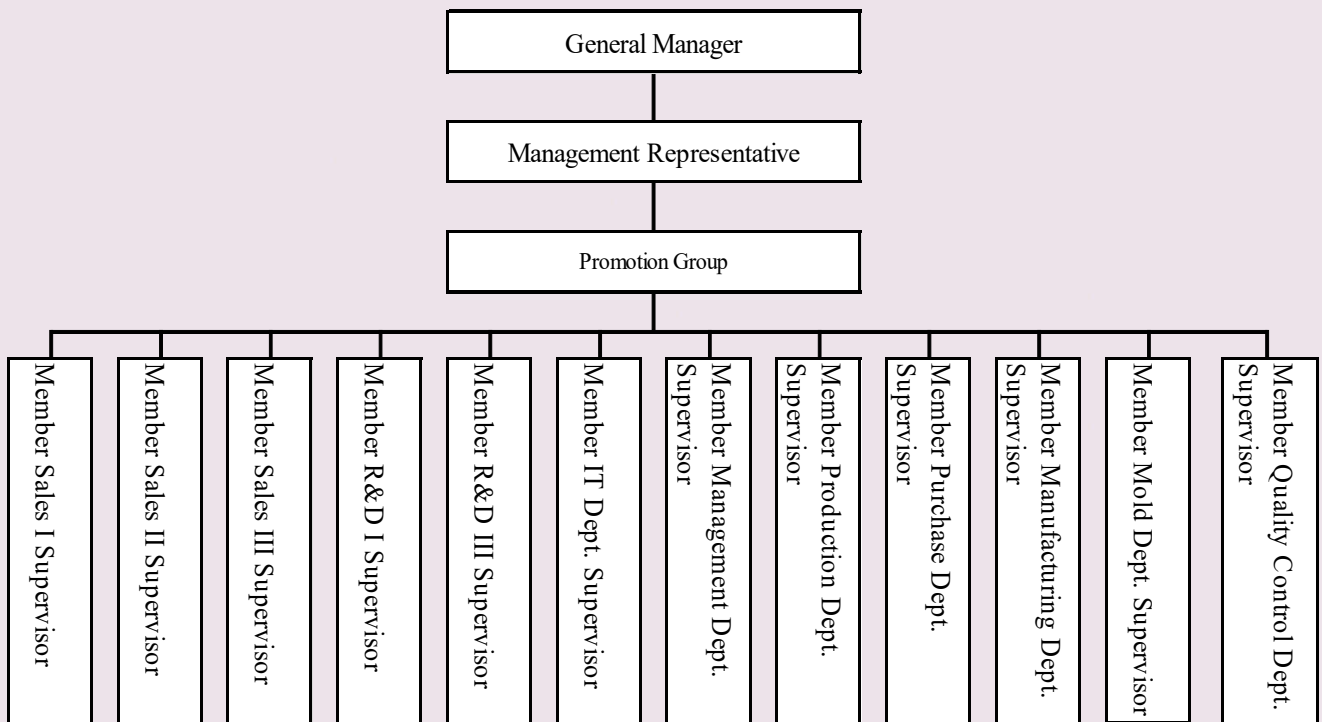 General Manager
Management Representative
Promotion Group
Member Sales I Supervisor
Member Sales II Supervisor
Member Sales III Supervisor
Member R&D I Supervisor
Member R&D III Supervisor
Member IT Dept. Supervisor
Member Management Dept.
Supervisor
Member Production Dept.
Supervisor
Member Purchase Dept.
Supervisor
Member Manufacturing Dept.
Supervisor
Member Mold Dept. Supervisor
Member Quality Control Dept.
Supervisor